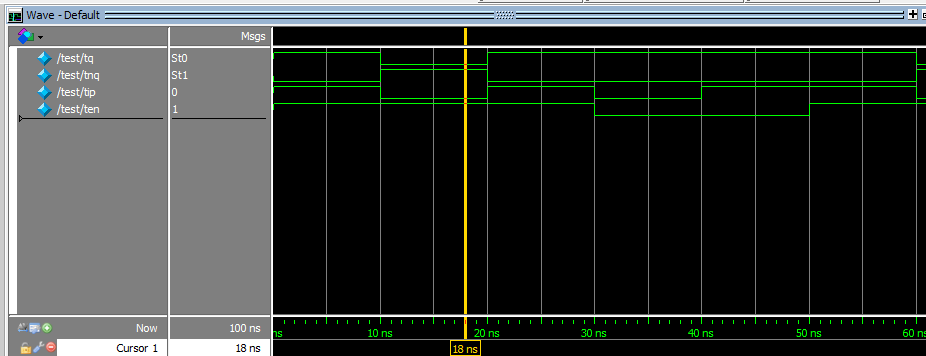 Wave - Default
Msgs
/test/tq St0
/test/tnq St1
/test/tip 0
/test/ten 1
Now 100 ns
ns 10 ns 20 ns 30 ns 40 ns 50 ns 60 ns
Cursor 1 18 ns
18 ns